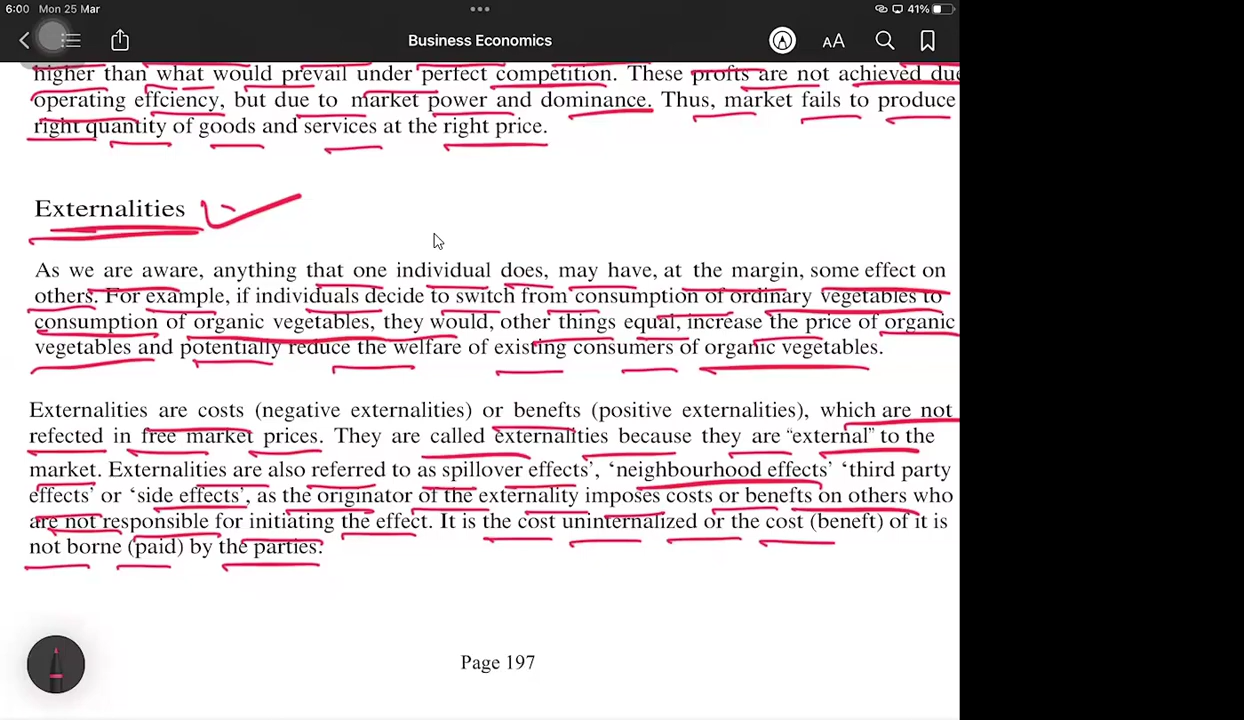 6:00 Mon 25 Mar
41%
Business Economics
AA
higher than what would prevail under perfect competition. These profits are not achieved due
operating effciency, but due to market power and dominance. Thus, market fails to produce
right quantity of goods and services at the right price.
Externalities
As we are aware, anything that one individual does, may have, at the margin, some effect on
others. For example, if individuals decide to switch from consumption of ordinary vegetables to
consumption of organic vegetables, they would, other things equal, increase the price of organic
vegetables and potentially reduce the welfare of existing consumers of organic vegetables.
Externalities are costs (negative externalities) or benefts (positive externalities), which are not
refected in free market prices. They are called externalities because they are “external” to the
market. Externalities are also referred to as spillover effects’, ‘neighbourhood effects’ ‘third party
effects’ or ‘side effects’, as the originator of the externality imposes costs or benefts on others who
are not responsible for initiating the effect. It is the cost uninternalized or the cost (beneft) of it is
not borne (paid) by the parties.
Page 197